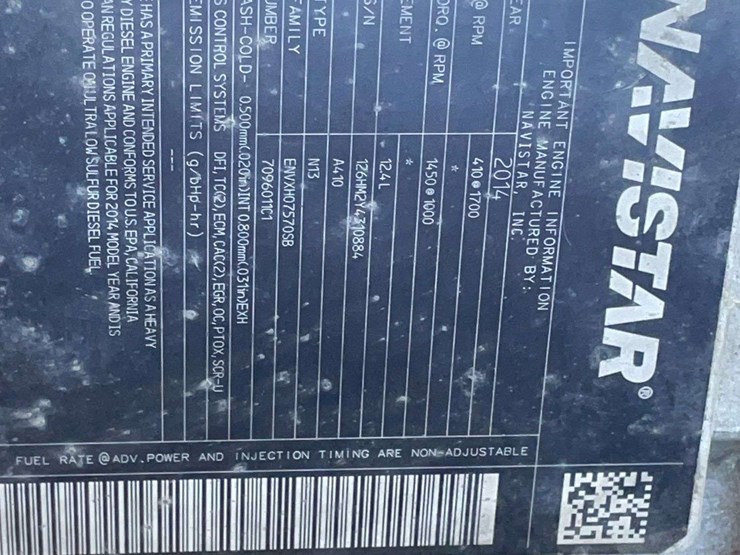 NAVISTAR®
IMPORTANT ENGINE INFORMATION
ENGINE MANUFACTURED BY:
NAVISTAR, INC.
EAR 2014
@ RPM 410@1700
*
ORQ. @ RPM 1450@1000
*
EMENT 12.4L
S/N
A410
TYPE N13
FAMILY ENVXH07570SB
UMBER 7096011C1
ASH-COLD- 0.500mm(.020in)INT 0.800mm(.031in)EXH
S CONTROL SYSTEMS DFI,TC(2),ECM,CAC(2),EGR,OC,PTOX,SCR-U
EMISSION LIMITS (g/bHp-hr)
---
HAS A PRIMARY INTENDED SERVICE APPLICATION AS A HEAVY
Y DIESEL ENGINE AND CONFORMS TO U.S. EPA,CALIFORNIA
AN REGULATIONS APPLICABLE FOR 2014 MODEL YEAR AND IS
O OPERATE ON ULTRA LOW SULFUR DIESEL FUEL.
FUEL RATE @ADV.POWER AND INJECTION TIMING ARE NON-ADJUSTABLE